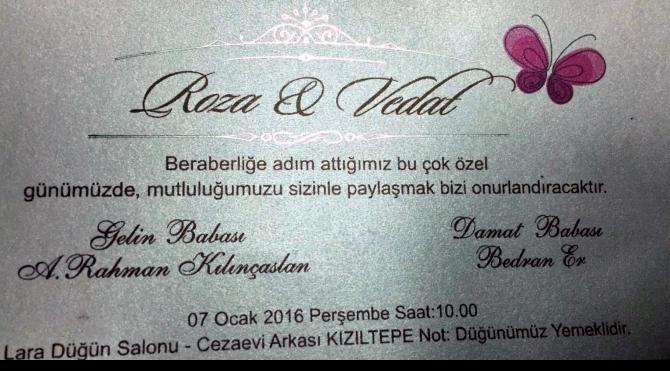 Roza & Vedat
Beraberliğe adım attığımız bu çok özel
günümüzde, mutluluğumuzu sizinle paylaşmak bizi onurlandıracaktır.
Gelin Babası
A. Rahman Kılınçaslan
Damat Babası
Bedran Er
07 Ocak 2016 Perşembe Saat:10.00
Lara Düğün Salonu - Cezaevi Arkası KIZILTEPE Not: Düğünümüz Yemeklidir.